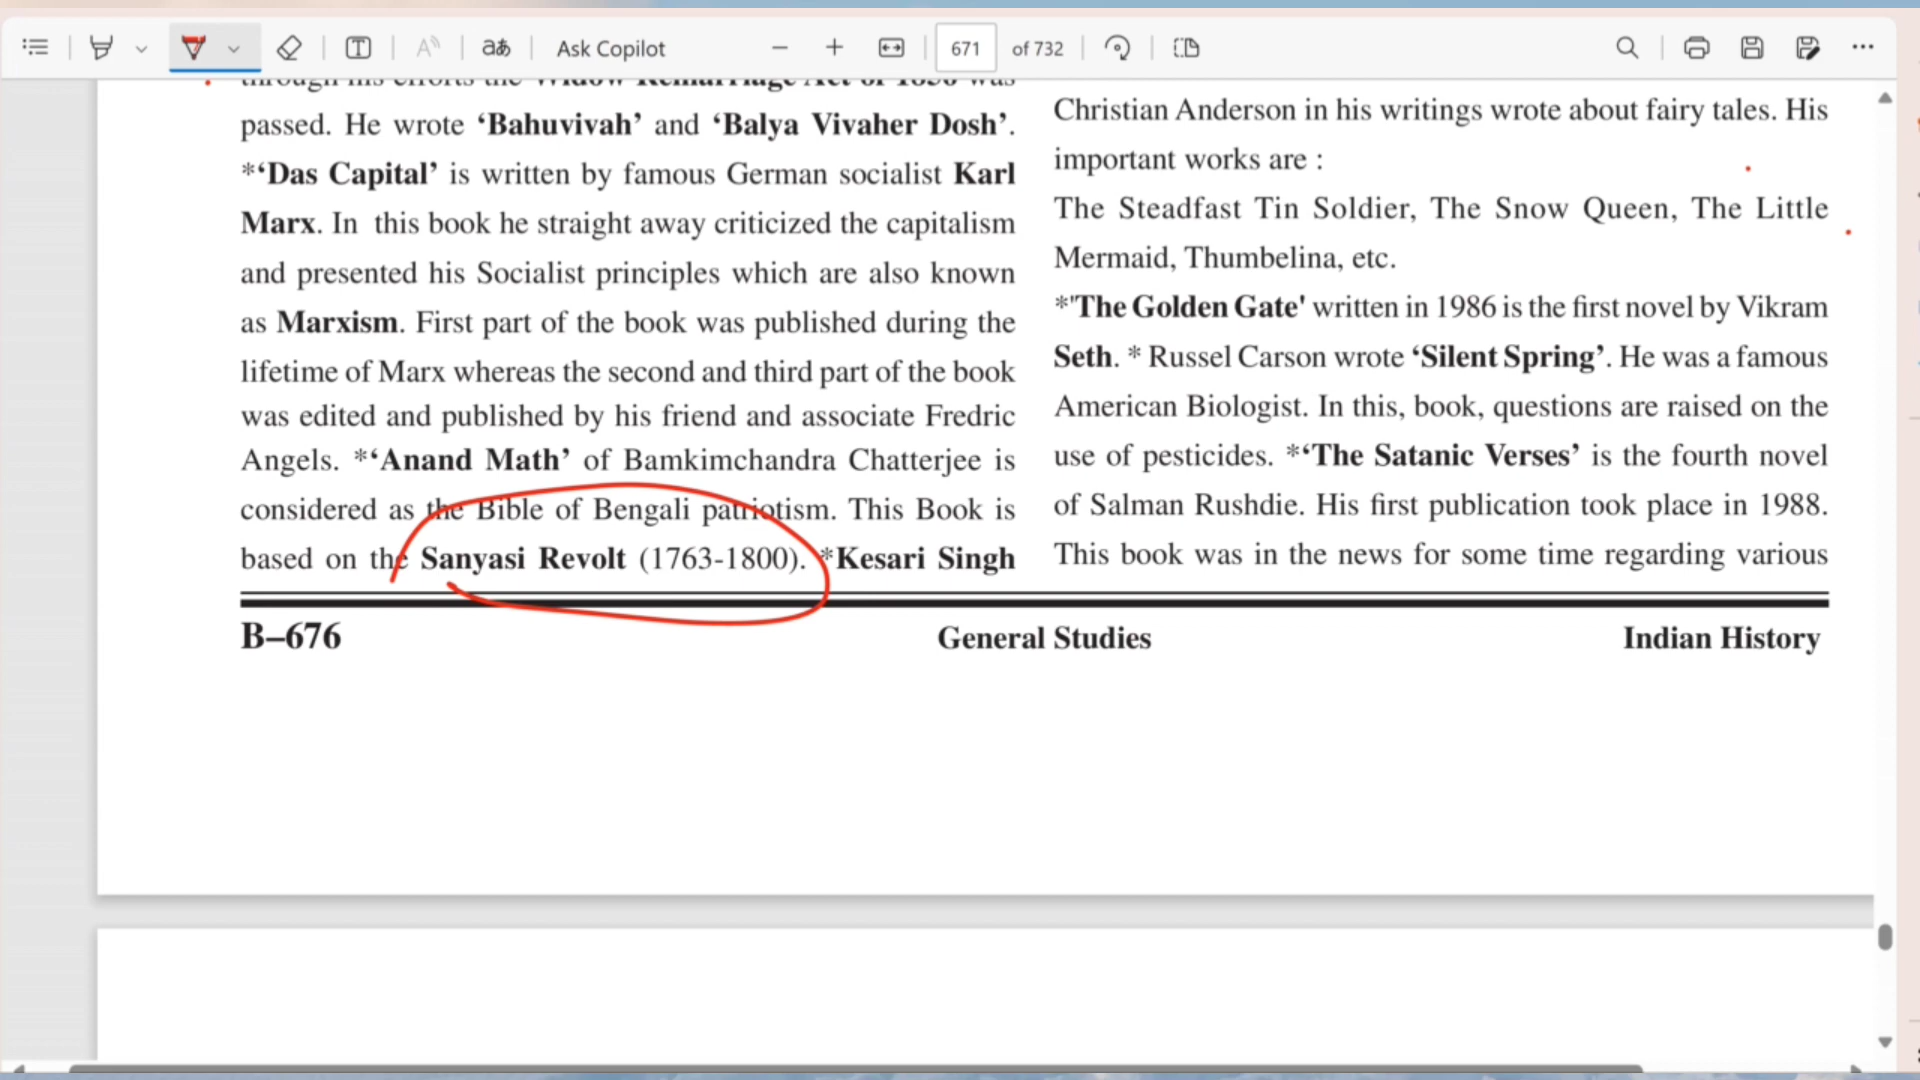 Ask Copilot
671 of 732
through his efforts the Widow Remarriage Act of 1856 was
passed. He wrote ‘Bahuvivah’ and ‘Balya Vivaher Dosh’.
*‘Das Capital’ is written by famous German socialist Karl
Marx. In this book he straight away criticized the capitalism
and presented his Socialist principles which are also known
as Marxism. First part of the book was published during the
lifetime of Marx whereas the second and third part of the book
was edited and published by his friend and associate Fredric
Angels. *‘Anand Math’ of Bamkimchandra Chatterjee is
considered as the Bible of Bengali patriotism. This Book is
based on the Sanyasi Revolt (1763-1800). *Kesari Singh
Christian Anderson in his writings wrote about fairy tales. His
important works are :
The Steadfast Tin Soldier, The Snow Queen, The Little
Mermaid, Thumbelina, etc.
*'The Golden Gate' written in 1986 is the first novel by Vikram
Seth. * Russel Carson wrote ‘Silent Spring’. He was a famous
American Biologist. In this, book, questions are raised on the
use of pesticides. *‘The Satanic Verses’ is the fourth novel
of Salman Rushdie. His first publication took place in 1988.
This book was in the news for some time regarding various
B–676 General Studies Indian History